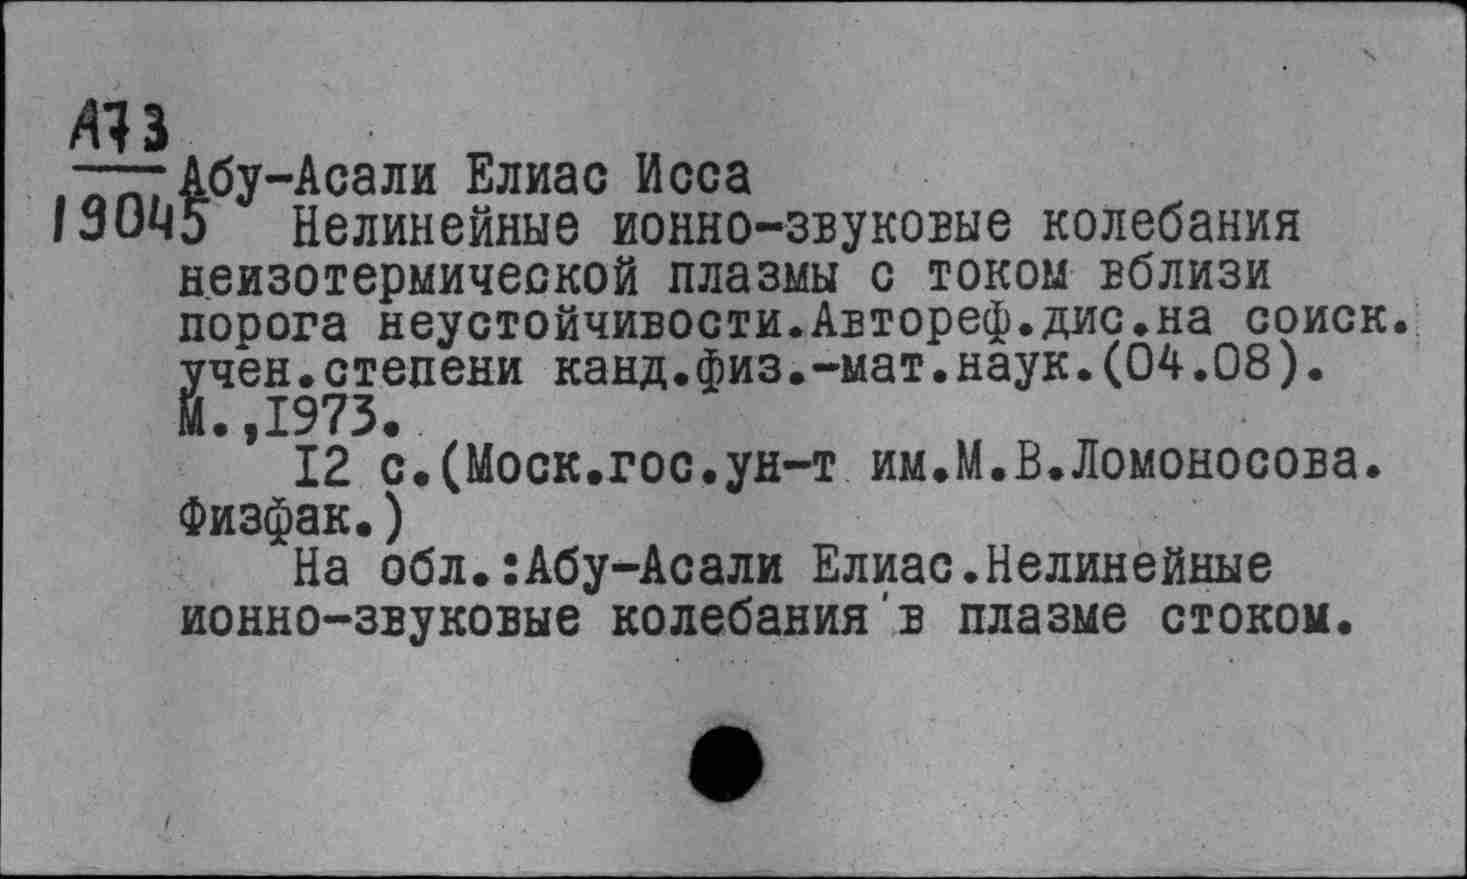 А73
Абу-Асали Елиас Исса
19045 Нелинейные ионно-звуковые колебания
неизотермической плазмы с током вблизи
порога неустойчивости.Автореф.дис.на соиск.
учен.степени канд.физ.-мат.наук.(04.08).
М.,1973.
12 с.(Моск.гос.ун-т им.М.В.Ломоносова.
Физфак.)
На обл.:Абу-Асали Елиас.Нелинейные
ионно-звуковые колебания в плазме стоком.